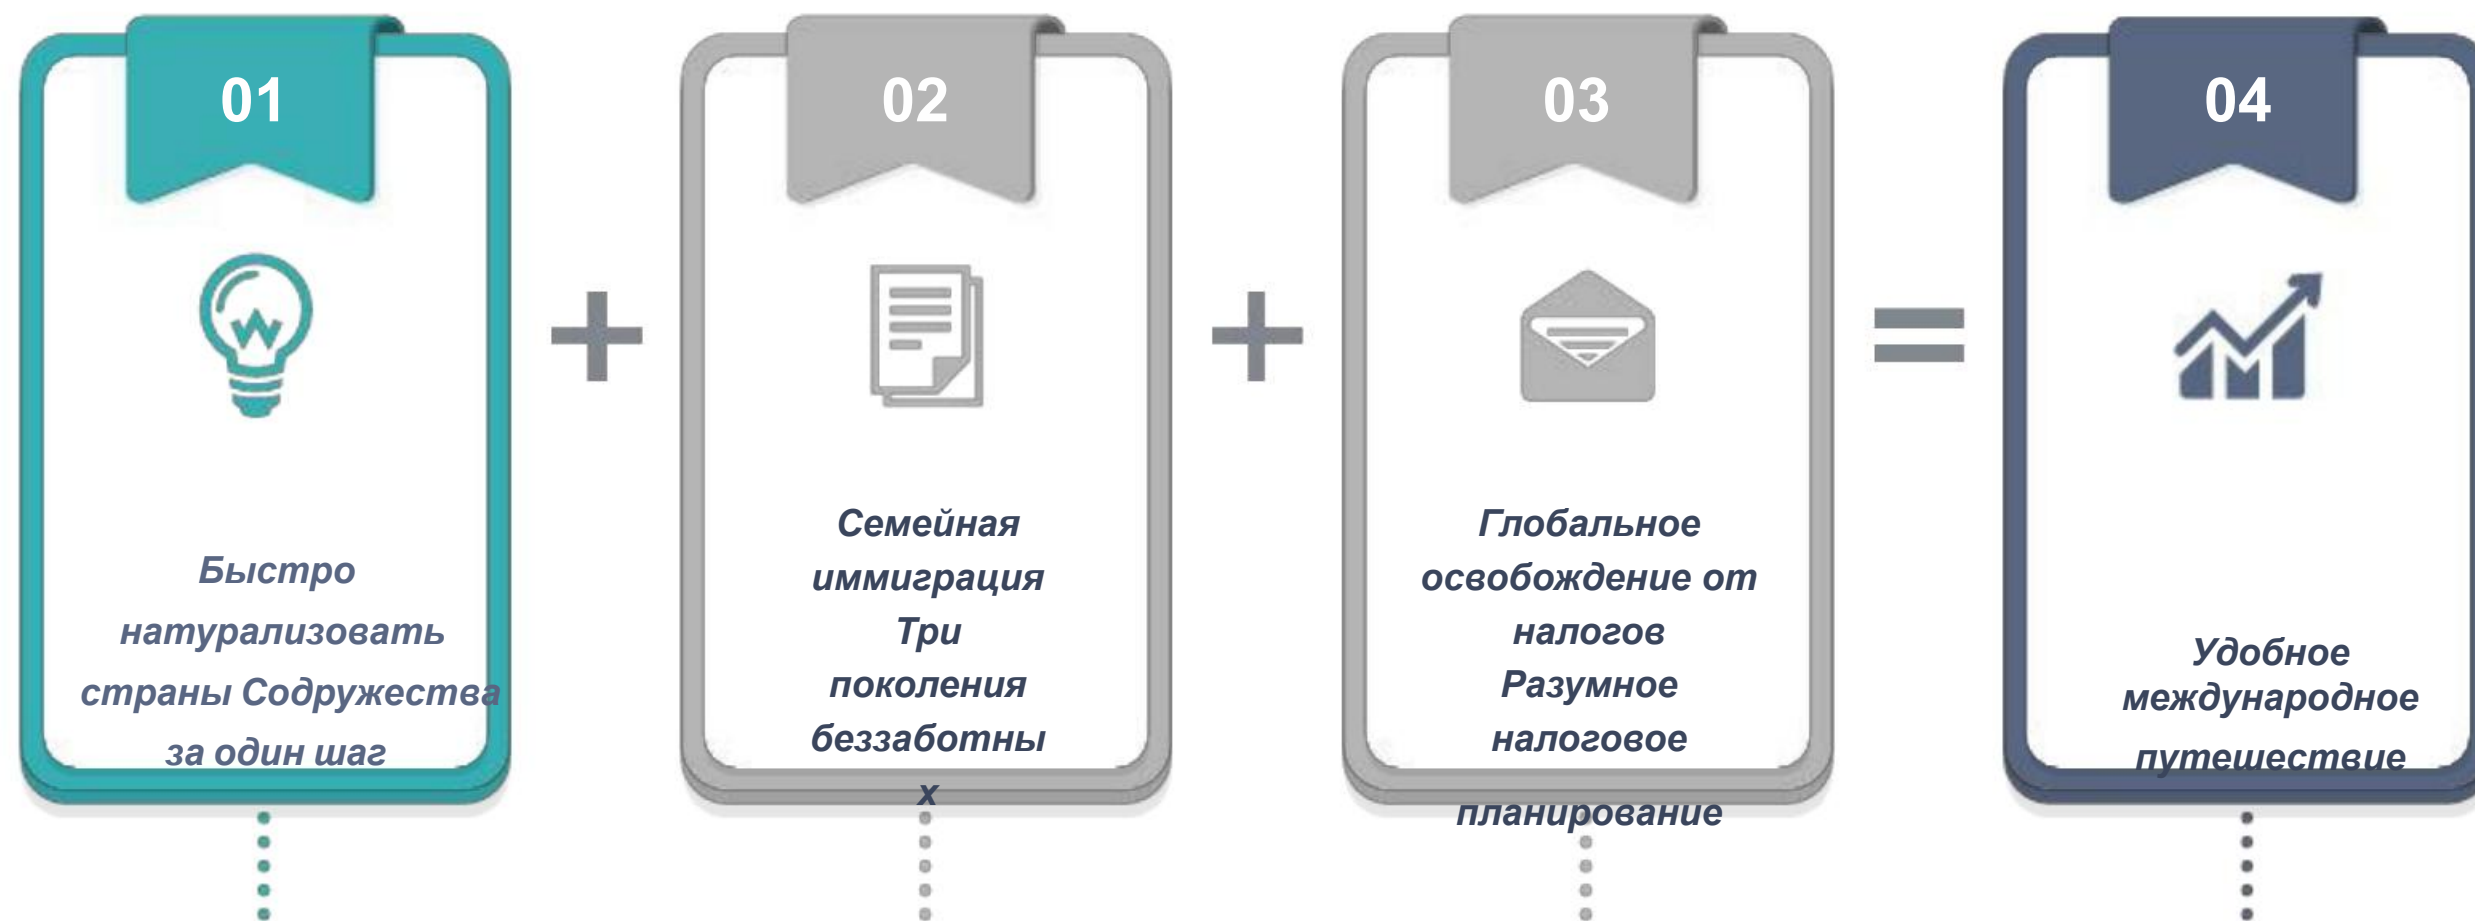 01
Быстро
натурализовать
страны Содружества
за один шаг
02
Семейная
иммиграция
Три
поколения
беззаботны
х
03
Глобальное
освобождение от
налогов
Разумное
налоговое
планирование
04
Удобное
международное
путешествие